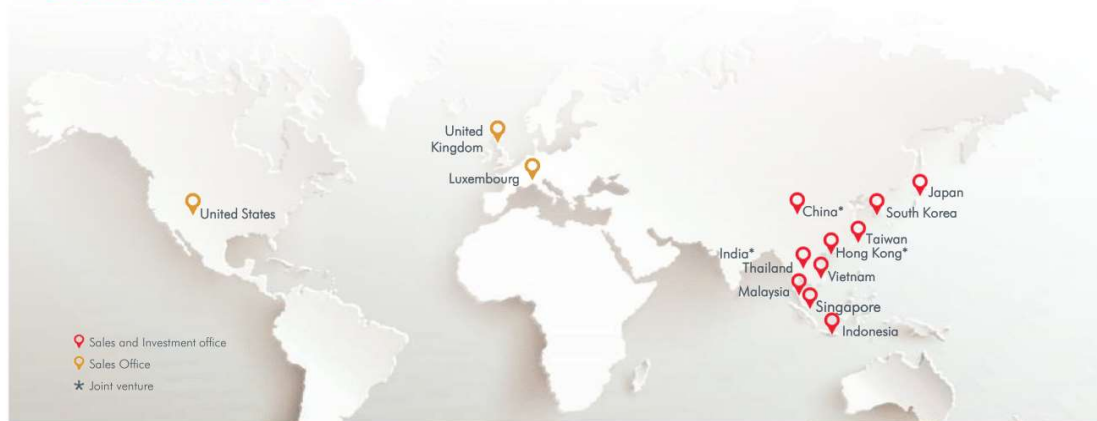 United
Kingdom
Luxembourg
United States
Japan
China*
South Korea
Taiwan
Hong Kong*
India*
Thailand
Vietnam
Malaysia
Singapore
Indonesia
Sales and Investment office
Sales Office
* Joint venture